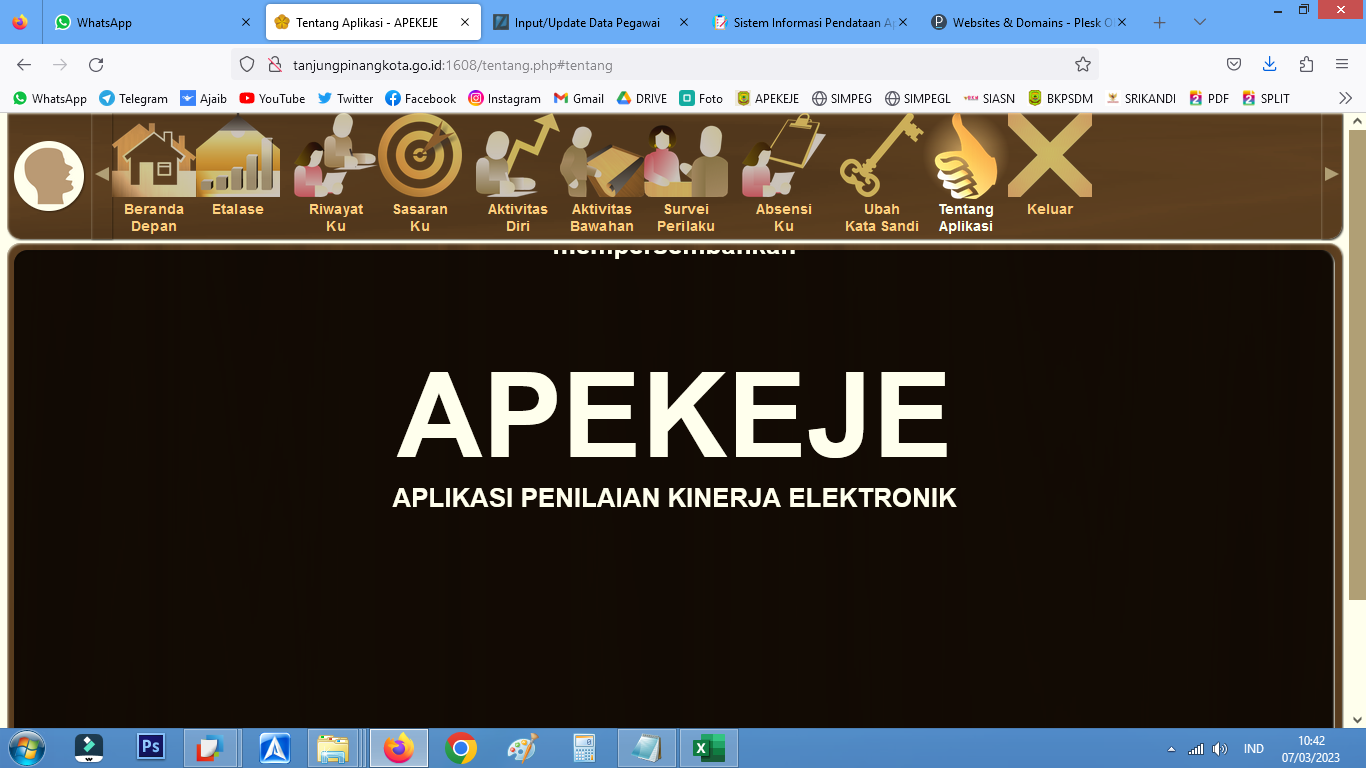 WhatsApp
Tentang Aplikasi - APEKEJE
Input/Update Data Pegawai
Sistem Informasi Pendataan Ap
Websites & Domains - Plesk O
tanjungpinangkota.go.id:1608/tentang.php#tentang
WhatsApp
Telegram
Ajaib
YouTube
Twitter
Facebook
Instagram
Gmail
DRIVE
Foto
APEKEJE
SIMPEG
SIMPEGL
SIASN
BKPSDM
SRIKANDI
PDF
SPLIT
Beranda
Depan
Etalase
Riwayat
Ku
Sasaran
Ku
Aktivitas
Diri
Aktivitas
Bawahan
Survei
Perilaku
Absensi
Ku
Ubah
Kata Sandi
Tentang
Aplikasi
Keluar
mempersembahkan
APEKEJE
APLIKASI PENILAIAN KINERJA ELEKTRONIK
Ps
IND
10:42
07/03/2023